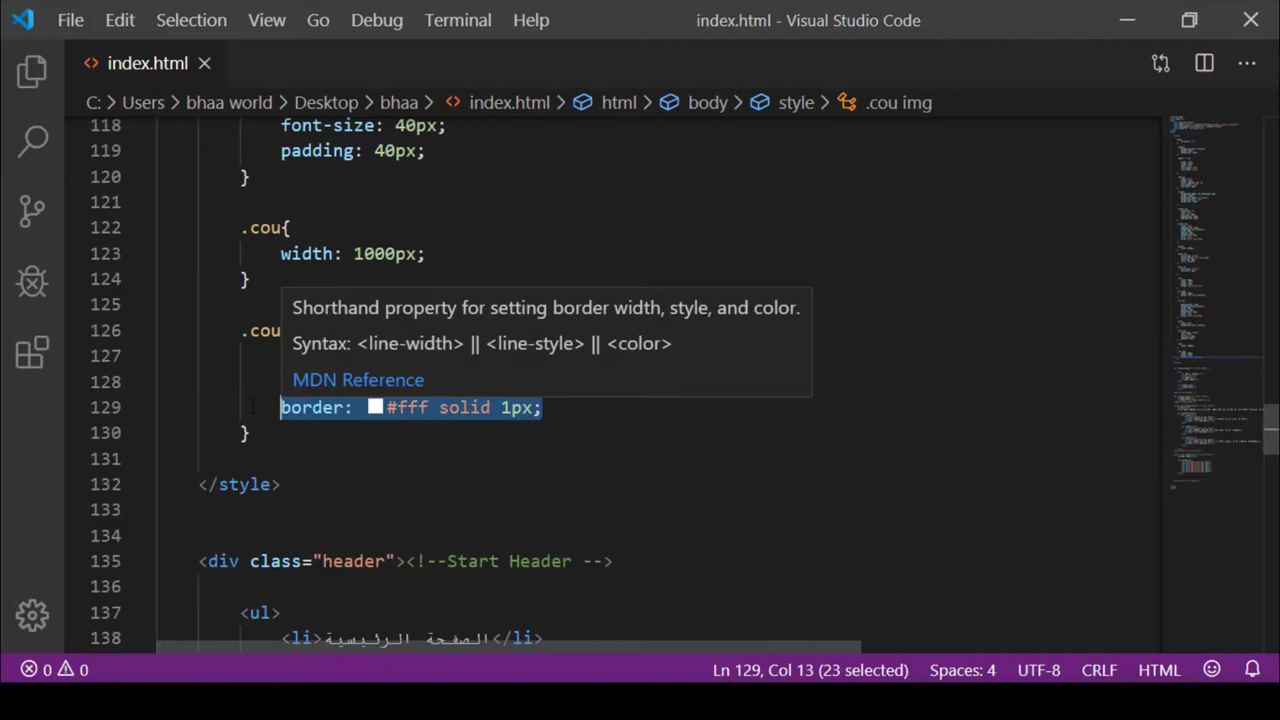 File Edit Selection View Go Debug Terminal Help index.html - Visual Studio Code
index.html
C: Users bhaa world Desktop bhaa index.html html body style .cou img
118 font-size: 40px;
119 padding: 40px;
120 }
121
122 .cou{
123 width: 1000px;
124 }
125
Shorthand property for setting border width, style, and color.
126 .cou
Syntax: <line-width> || <line-style> || <color>
127
MDN Reference
128
129 border: #fff solid 1px;
130 }
131
132 </style>
133
134
135 <div class="header"><!--Start Header -->
136
137 <ul>
138 <li>الصفحة الرئيسية</li>
0 0 Ln 129, Col 13 (23 selected) Spaces: 4 UTF-8 CRLF HTML